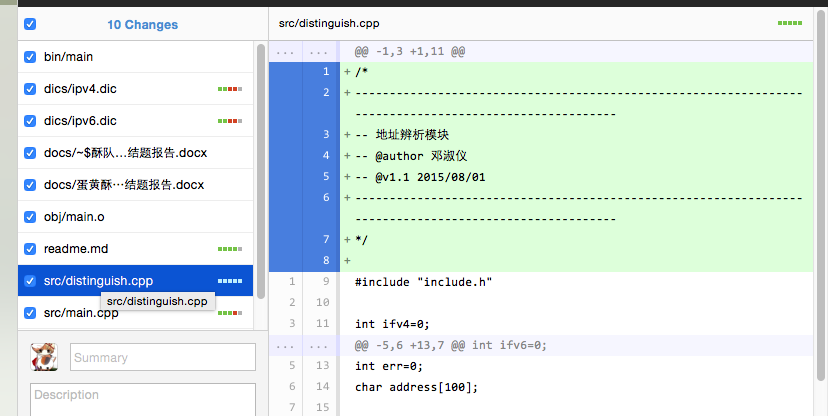 10 Changes
bin/main
dics/ipv4.dic
dics/ipv6.dic
docs/~$酥队…结题报告.docx
docs/蛋黄酥…结题报告.docx
obj/main.o
readme.md
src/distinguish.cpp
src/distinguish.cpp
src/main.cpp
Summary
Description
src/distinguish.cpp
... ... @@ -1,3 +1,11 @@
1 + /*
2 + -----------------------------------------------------------------
--------------------------------------
3 + -- 地址辨析模块
4 + -- @author 邓淑仪
5 + -- @v1.1 2015/08/01
6 + -----------------------------------------------------------------
--------------------------------------
7 + */
8 +
1 9 #include "include.h"
2 10
3 11 int ifv4=0;
... ... @@ -5,6 +13,7 @@ int ifv6=0;
5 13 int err=0;
6 14 char address[100];
7 15